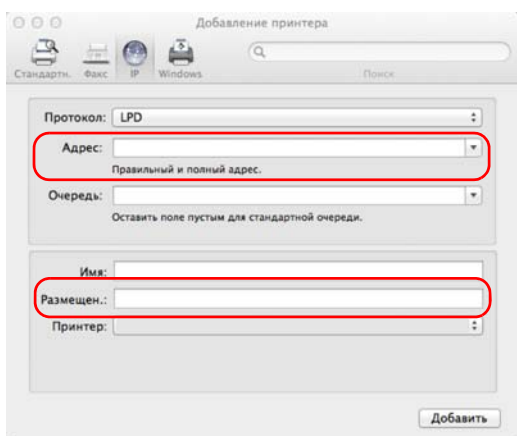 Добавление принтера
Стандартн. Факс IP Windows Поиск
Протокол: LPD
Адрес:
Правильный и полный адрес.
Очередь:
Оставить поле пустым для стандартной очереди.
Имя:
Размещен.:
Принтер:
Добавить